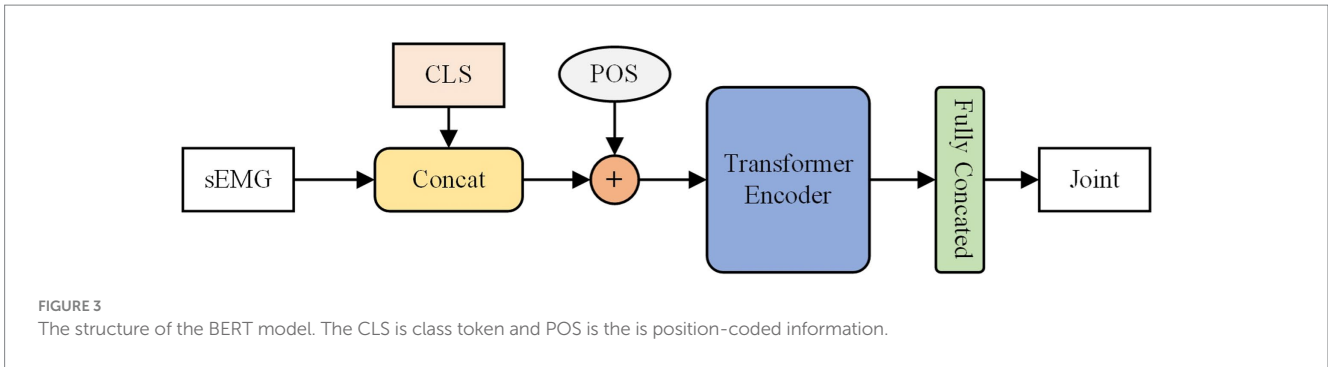 CLS
POS
sEMG
Concat
+
Transformer
Encoder
Fully Concated
Joint
FIGURE 3
The structure of the BERT model. The CLS is class token and POS is the is position-coded information.